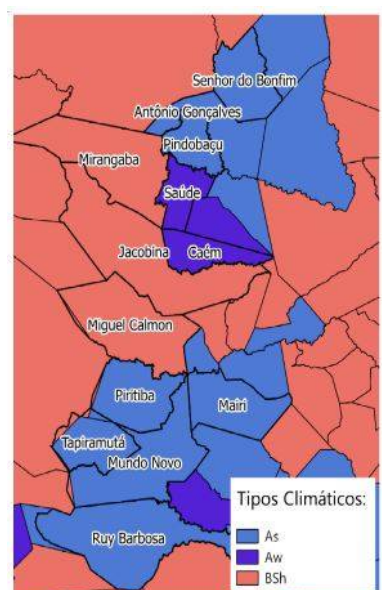 Senhor do Bonfim
Antônio Gonçalves
Pindobaçu
Mirangaba
Saúde
Jacobina
Caém
Miguel Calmon
Piritiba
Mairi
Tapiramutá
Mundo Novo
Ruy Barbosa
Tipos Climáticos:
As
Aw
BSh